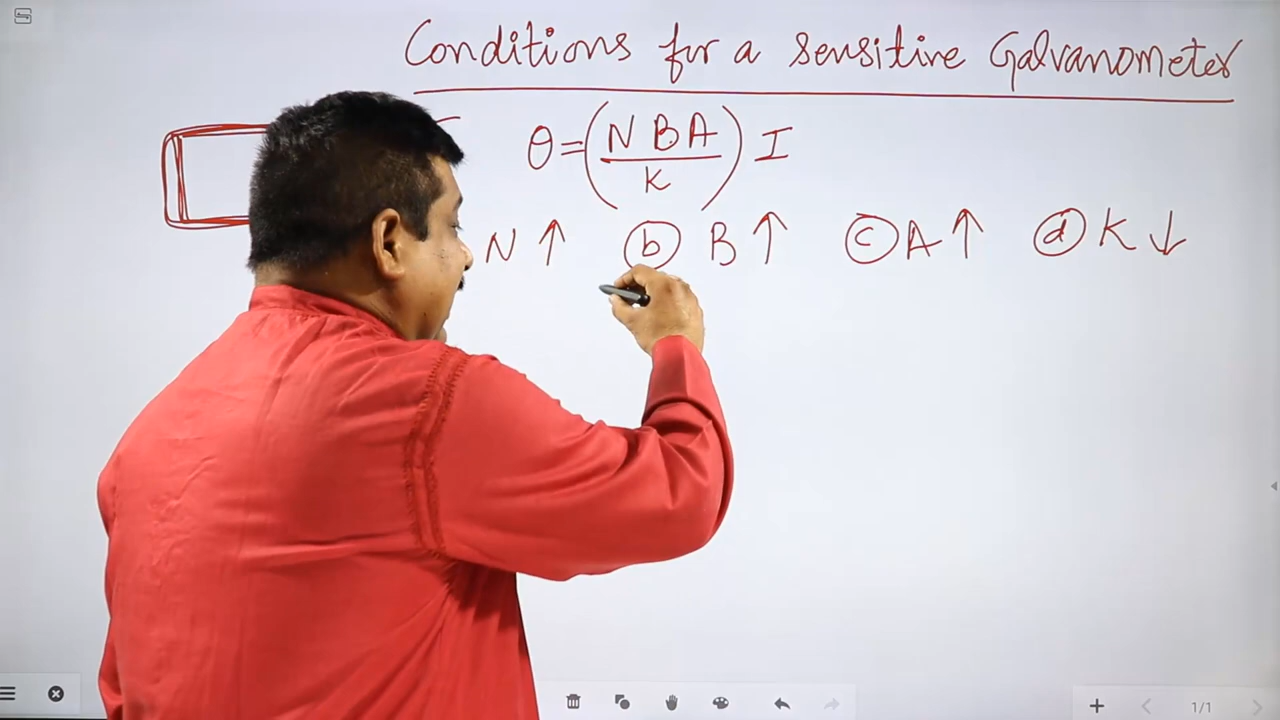 Conditions for a sensitive Galvanometer
θ = (NBA/K) I
N ↑ (b) B ↑ (c) A ↑ (d) K ↓
1/1